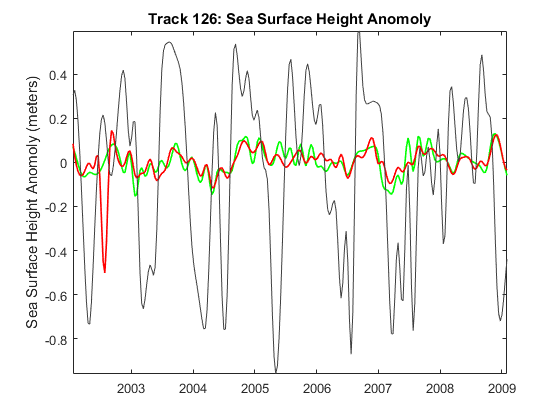 Track 126: Sea Surface Height Anomoly
Sea Surface Height Anomoly (meters)
0.4
0.2
0
-0.2
-0.4
-0.6
-0.8
2003 2004 2005 2006 2007 2008 2009